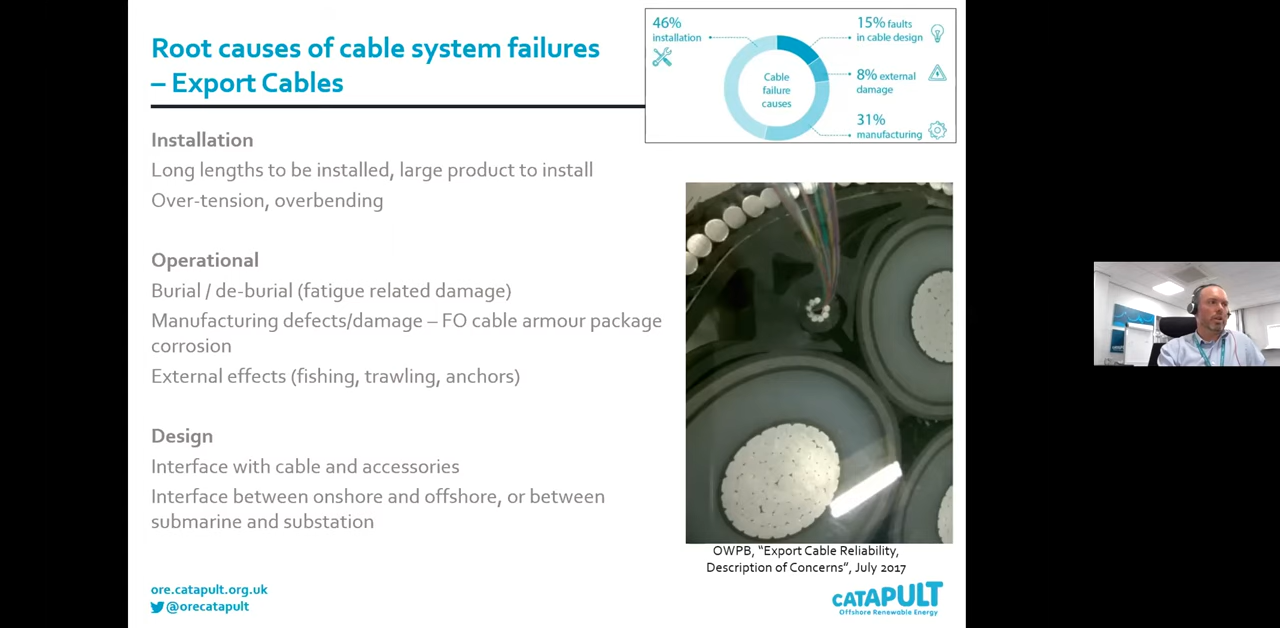 Root causes of cable system failures
– Export Cables
46%
installation
15% faults
in cable design
Cable
failure
causes
8% external
damage
31%
manufacturing
Installation
Long lengths to be installed, large product to install
Over-tension, overbending
Operational
Burial / de-burial (fatigue related damage)
Manufacturing defects/damage – FO cable armour package
corrosion
External effects (fishing, trawling, anchors)
Design
Interface with cable and accessories
Interface between onshore and offshore, or between
submarine and substation
OWPB, “Export Cable Reliability,
Description of Concerns”, July 2017
ore.catapult.org.uk
@orecatapult
CATAPULT
Offshore Renewable Energy